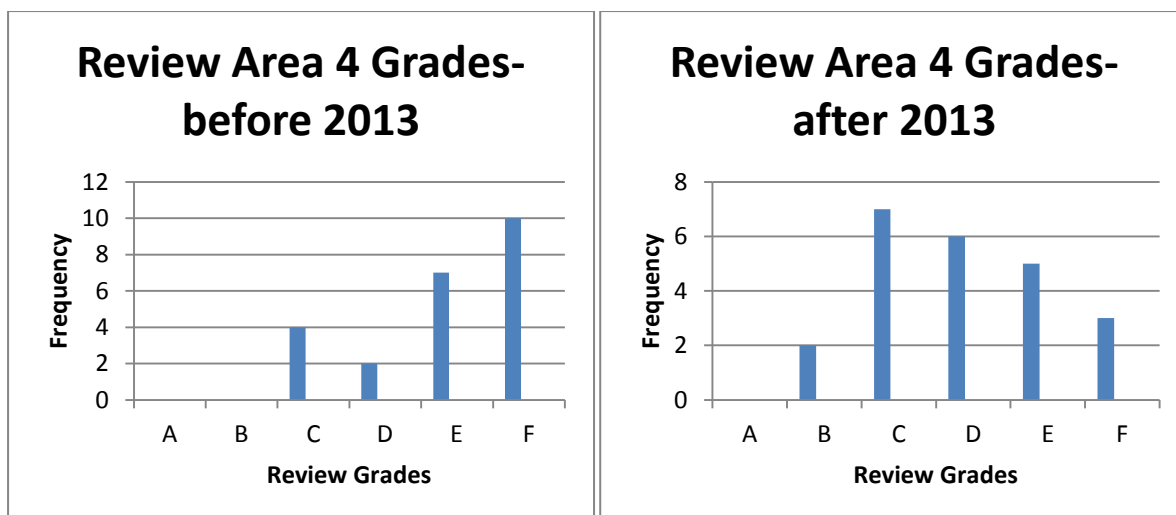 Review Area 4 Grades-
before 2013
12
10
8
6
4
2
0
Frequency
A B C D E F
Review Grades
Review Area 4 Grades-
after 2013
8
6
4
2
0
Frequency
A B C D E F
Review Grades